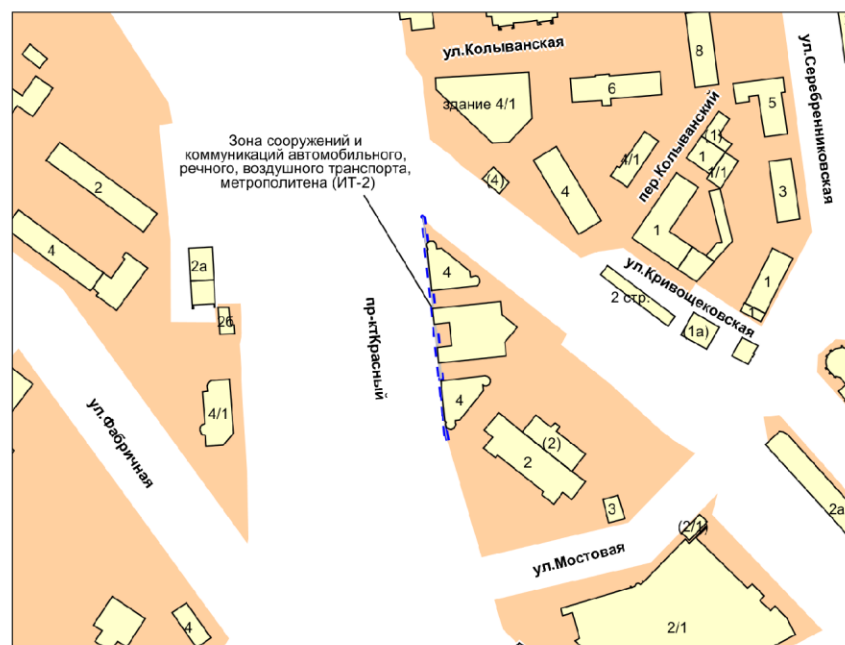 ул.Колыванская
ул.Серебренниковская
8
6
5
здание 4/1
(1)
Зона сооружений и
коммуникаций автомобильного,
речного, воздушного транспорта,
метрополитена (ИТ-2)
4/1
1
4/1
пер.Колыванский
2
(4)
4
3
1
4
2а
4
ул.Кривощековская
1
2 стр.
1
2б
(1а)
пр-ктКрасный
4/1
4
ул.Фабричная
(2)
2
3
2а
(2/1)
ул.Мостовая
4
2/1